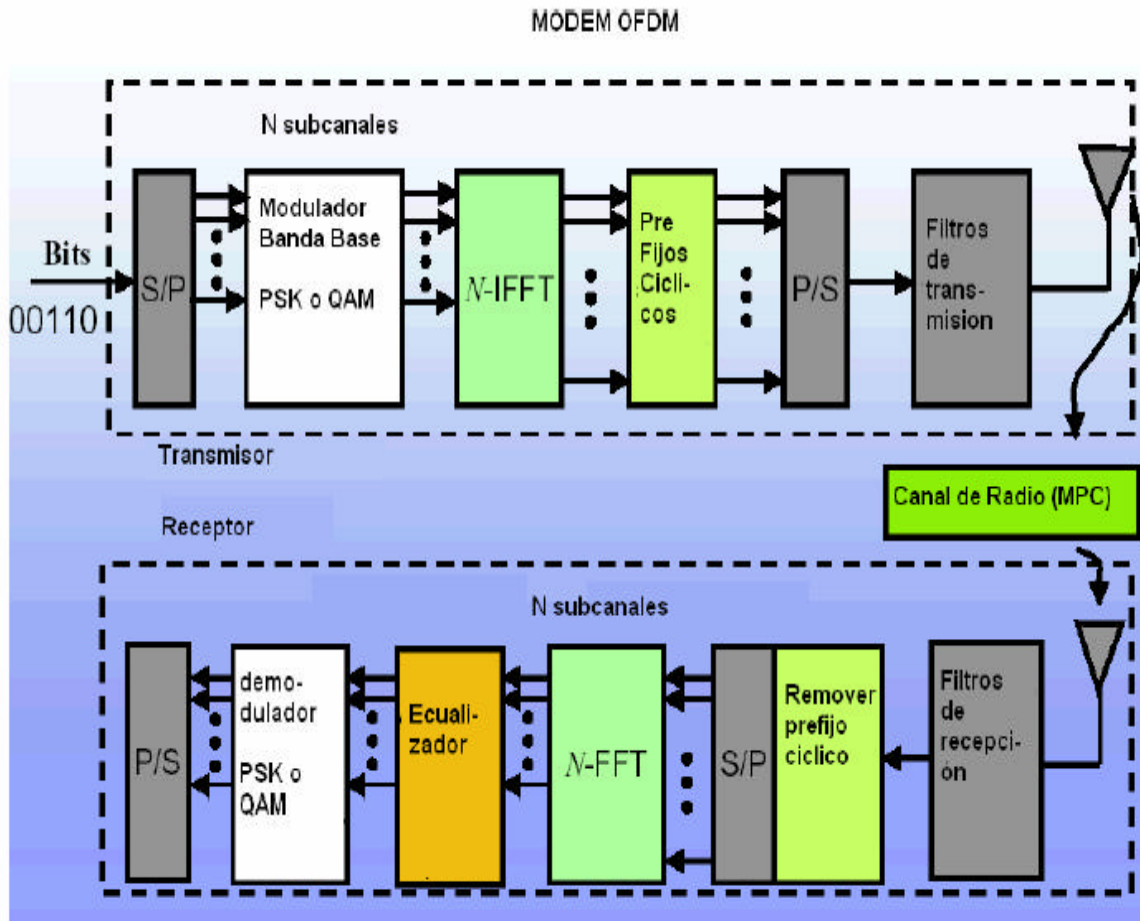 MODEM OFDM
N subcanales
Bits
00110
S/P
Modulador
Banda Base
PSK o QAM
N-IFFT
Pre
Fijos
Cicli-
cos
P/S
Filtros
de
trans-
mision
Transmisor
Canal de Radio (MPC)
Receptor
N subcanales
P/S
demo-
dulador
PSK o
QAM
Ecuali-
zador
N-FFT
S/P
Remover
prefijo
ciclico
Filtros
de
recepci-
ón